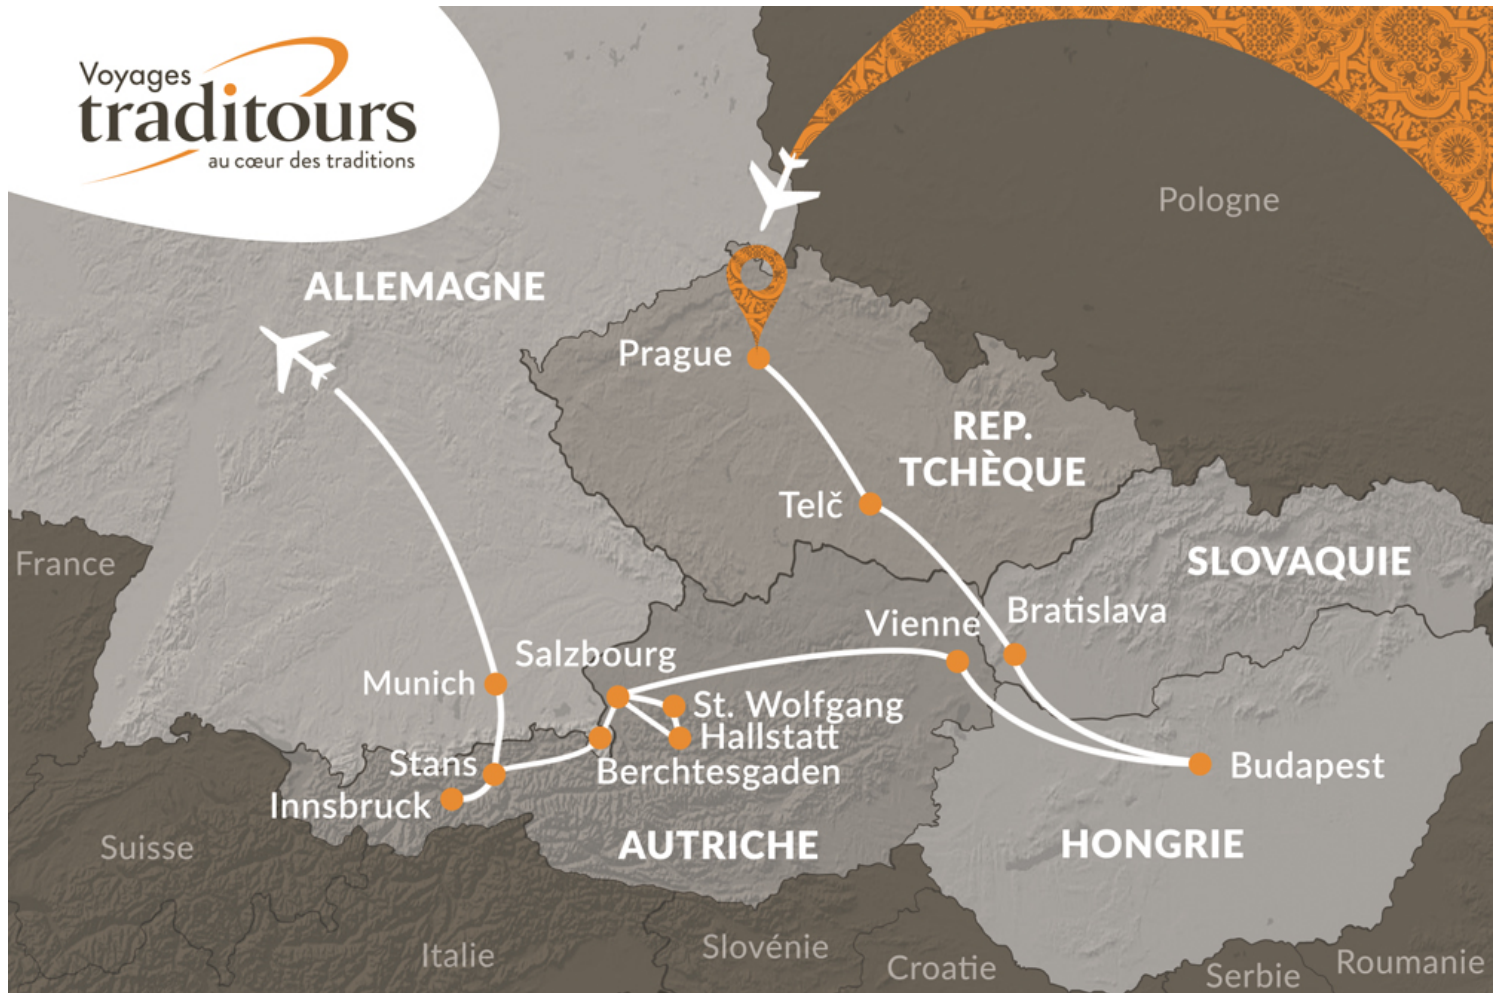 Voyages
traditours
au cœur des traditions
Pologne
ALLEMAGNE
Prague
REP.
TCHÈQUE
Telč
France
SLOVAQUIE
Bratislava
Vienne
Salzbourg
Munich
St. Wolfgang
Hallstatt
Stans
Berchtesgaden
Budapest
Innsbruck
Suisse
AUTRICHE
HONGRIE
Italie
Slovénie
Croatie
Serbie
Roumanie